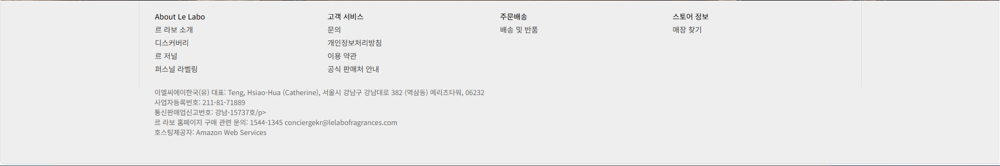 About Le Labo
르 라보 소개
디스커버리
르 저널
퍼스널 라벨링
고객 서비스
문의
개인정보처리방침
이용 약관
공식 판매처 안내
주문배송
배송 및 반품
스토어 정보
매장 찾기
이엘씨에이한국(유) 대표: Teng, Hsiao-Hua (Catherine), 서울시 강남구 강남대로 382 (역삼동) 메리츠타워, 06232
사업자등록번호: 211-81-71889
통신판매업신고번호: 강남-15737호/p>
르 라보 홈페이지 구매 관련 문의: 1544-1345 conciergekr@lelabofragrances.com
호스팅제공자: Amazon Web Services